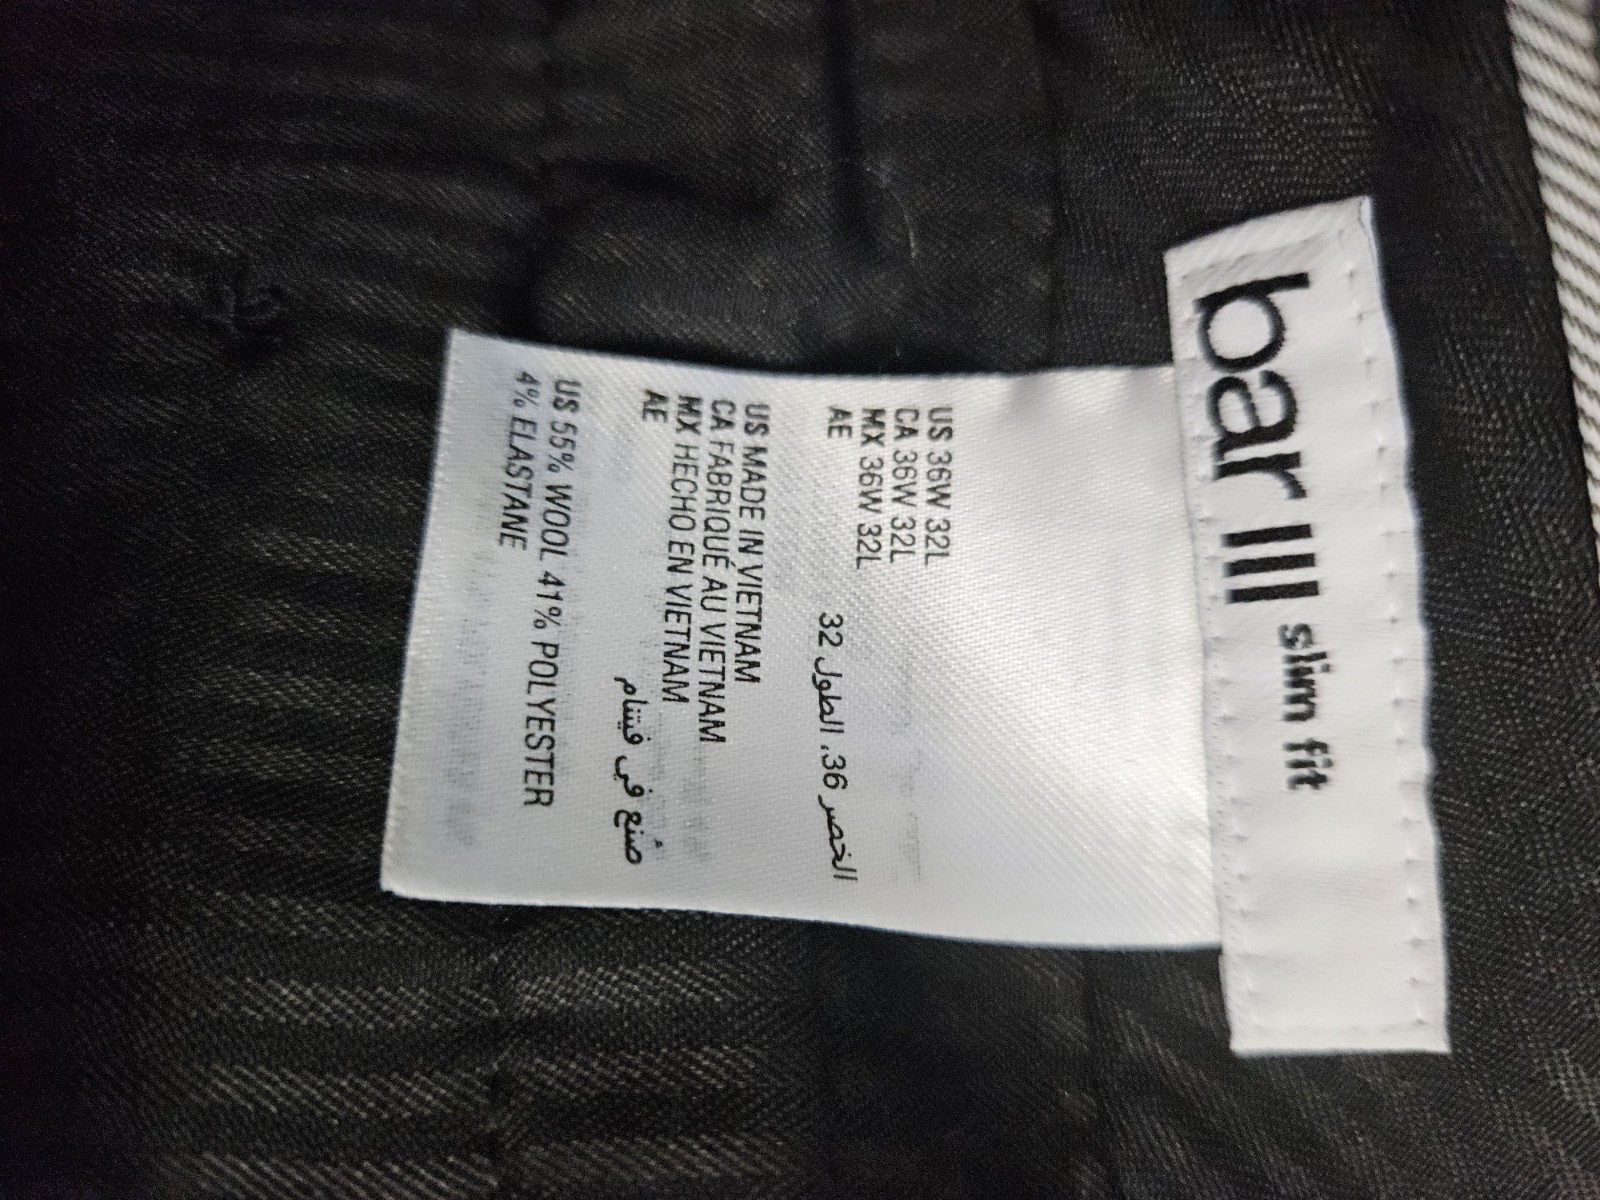 bar III slim fit
US 36W 32L
CA 36W 32L
MX 36W 32L
AE
الخصر 36، الطول 32
US MADE IN VIETNAM
CA FABRIQUÉ AU VIETNAM
MX HECHO EN VIETNAM
AE
صُنع في فيتنام
US 55% WOOL 41% POLYESTER
4% ELASTANE